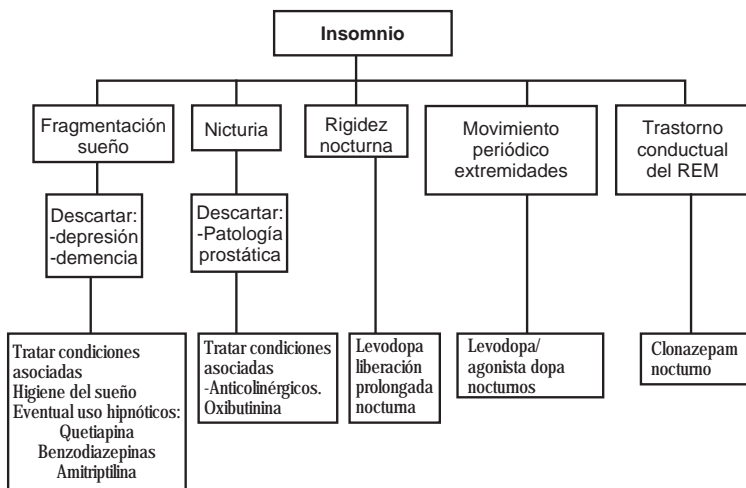 Insomnio
Fragmentación
sueño
Nicturia
Rigidez
nocturna
Movimiento
periódico
extremidades
Trastorno
conductual
del REM
Descartar:
-depresión
-demencia
Descartar:
-Patología
prostática
Tratar condiciones
asociadas
Higiene del sueño
Eventual uso hipnóticos:
Quetiapina
Benzodiazepinas
Amitriptilina
Tratar condiciones
asociadas
-Anticolinérgicos.
Oxibutinina
Levodopa
liberación
prolongada
nocturna
Levodopa/
agonista dopa
nocturnos
Clonazepam
nocturno